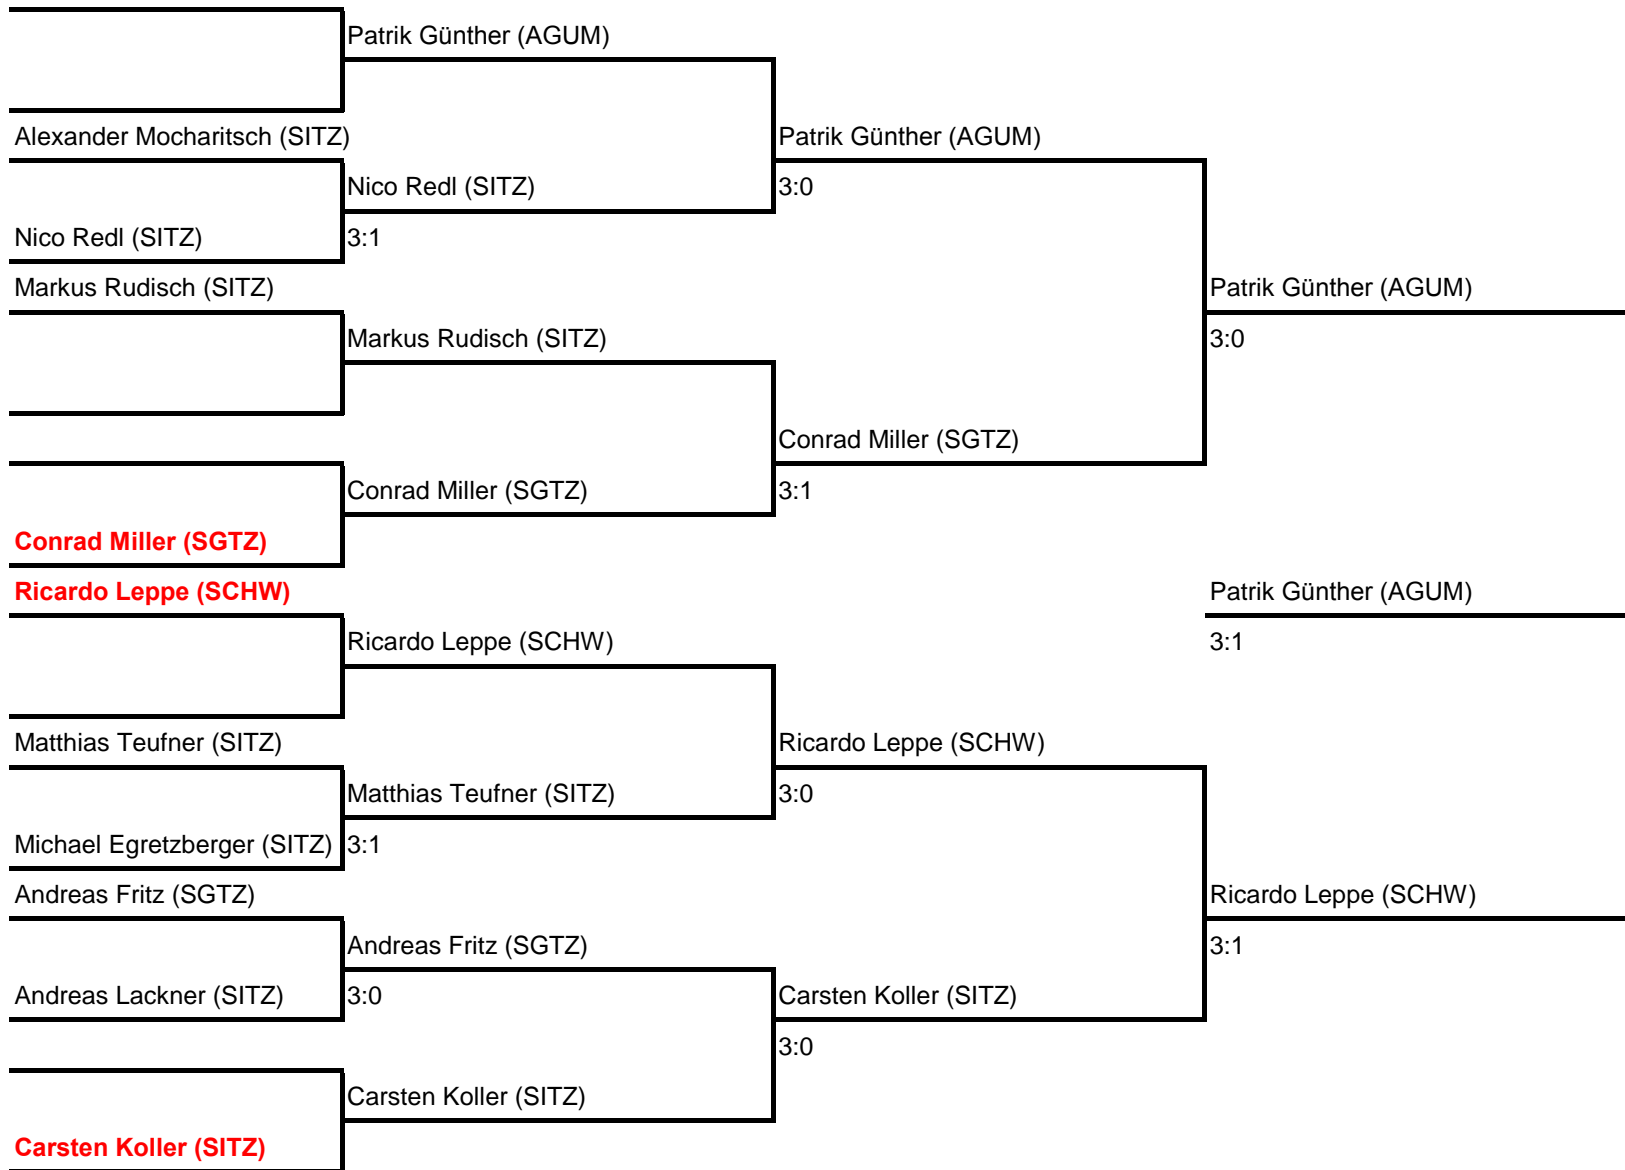 Patrik Günther (AGUM)
Alexander Mocharitsch (SITZ)
Patrik Günther (AGUM)
Nico Redl (SITZ)
3:0
Nico Redl (SITZ)
3:1
Markus Rudisch (SITZ)
Patrik Günther (AGUM)
Markus Rudisch (SITZ)
3:0
Conrad Miller (SGTZ)
Conrad Miller (SGTZ)
3:1
Conrad Miller (SGTZ)
Ricardo Leppe (SCHW)
Patrik Günther (AGUM)
Ricardo Leppe (SCHW)
3:1
Matthias Teufner (SITZ)
Ricardo Leppe (SCHW)
Matthias Teufner (SITZ)
3:0
Michael Egretzberger (SITZ)
3:1
Andreas Fritz (SGTZ)
Ricardo Leppe (SCHW)
Andreas Fritz (SGTZ)
3:1
Andreas Lackner (SITZ)
3:0
Carsten Koller (SITZ)
3:0
Carsten Koller (SITZ)
Carsten Koller (SITZ)